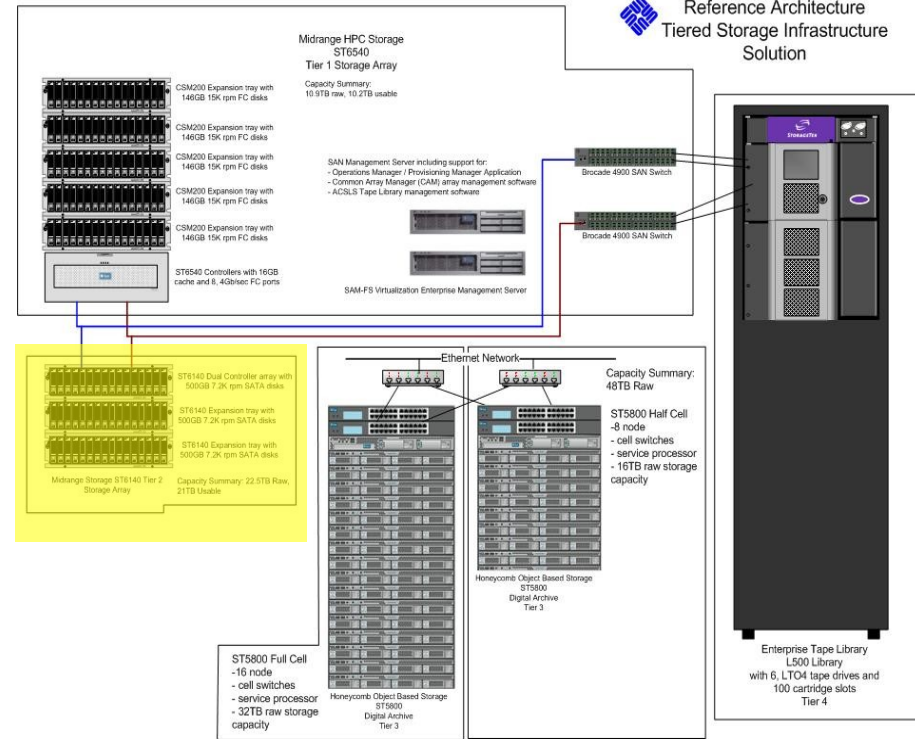 Reference Architecture
Tiered Storage Infrastructure
Solution
Midrange HPC Storage
ST6540
Tier 1 Storage Array
Capacity Summary:
10.9TB raw, 10.2TB usable
CSM200 Expansion tray with
146GB 15K rpm FC disks
CSM200 Expansion tray with
146GB 15K rpm FC disks
CSM200 Expansion tray with
146GB 15K rpm FC disks
CSM200 Expansion tray with
146GB 15K rpm FC disks
CSM200 Expansion tray with
146GB 15K rpm FC disks
ST6540 Controllers with 16GB
cache and 8, 4Gb/sec FC ports
SAN Management Server including support for:
- Operations Manager / Provisioning Manager Application
- Common Array Manager (CAM) array management software
- ACSLS Tape Library management software
SAM-FS Virtualization Enterprise Management Server
Brocade 4900 SAN Switch
Brocade 4900 SAN Switch
STORAGETEK
ST6140 Dual Controller array with
500GB 7.2K rpm SATA disks
ST6140 Expansion tray with
500GB 7.2K rpm SATA disks
ST6140 Expansion tray with
500GB 7.2K rpm SATA disks
Midrange Storage ST6140 Tier 2
Storage Array
Capacity Summary: 22.5TB Raw,
21TB Usable
Ethernet Network
Capacity Summary:
48TB Raw
ST5800 Half Cell
-8 node
- cell switches
- service processor
- 16TB raw storage
capacity
Honeycomb Object Based Storage
ST5800
Digital Archive
Tier 3
ST5800 Full Cell
-16 node
- cell switches
- service processor
- 32TB raw storage
capacity
Honeycomb Object Based Storage
ST5800
Digital Archive
Tier 3
Enterprise Tape Library
L500 Library
with 6, LTO4 tape drives and
100 cartridge slots
Tier 4